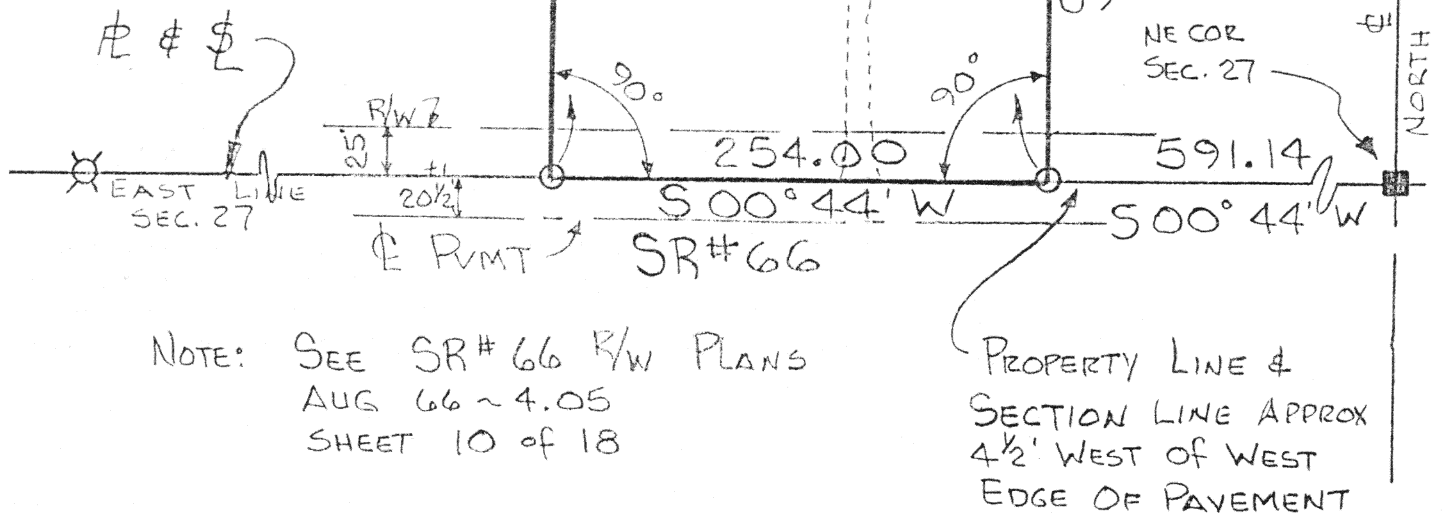 ℄ & ℄
NE COR
SEC. 27
NORTH
90°
90°
R/W
25'
254.00
591.14
EAST LINE
SEC. 27
20½'
±
S 00° 44' W
S 00° 44' W
℄ PVMT
SR#66
NOTE: SEE SR#66 R/W PLANS
AUG 66 ~ 4.05
SHEET 10 of 18
PROPERTY LINE &
SECTION LINE APPROX
4½' WEST OF WEST
EDGE OF PAVEMENT